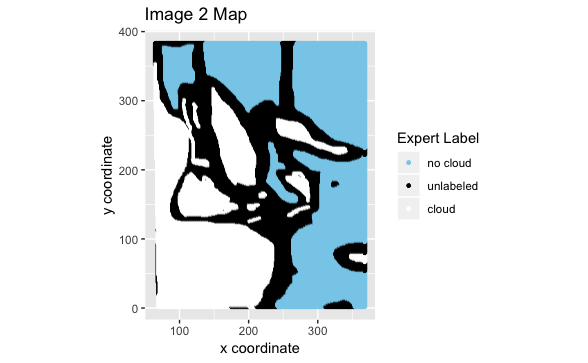 Image 2 Map
400
300
200
100
0
y coordinate
100
200
300
x coordinate
Expert Label
no cloud
unlabeled
cloud